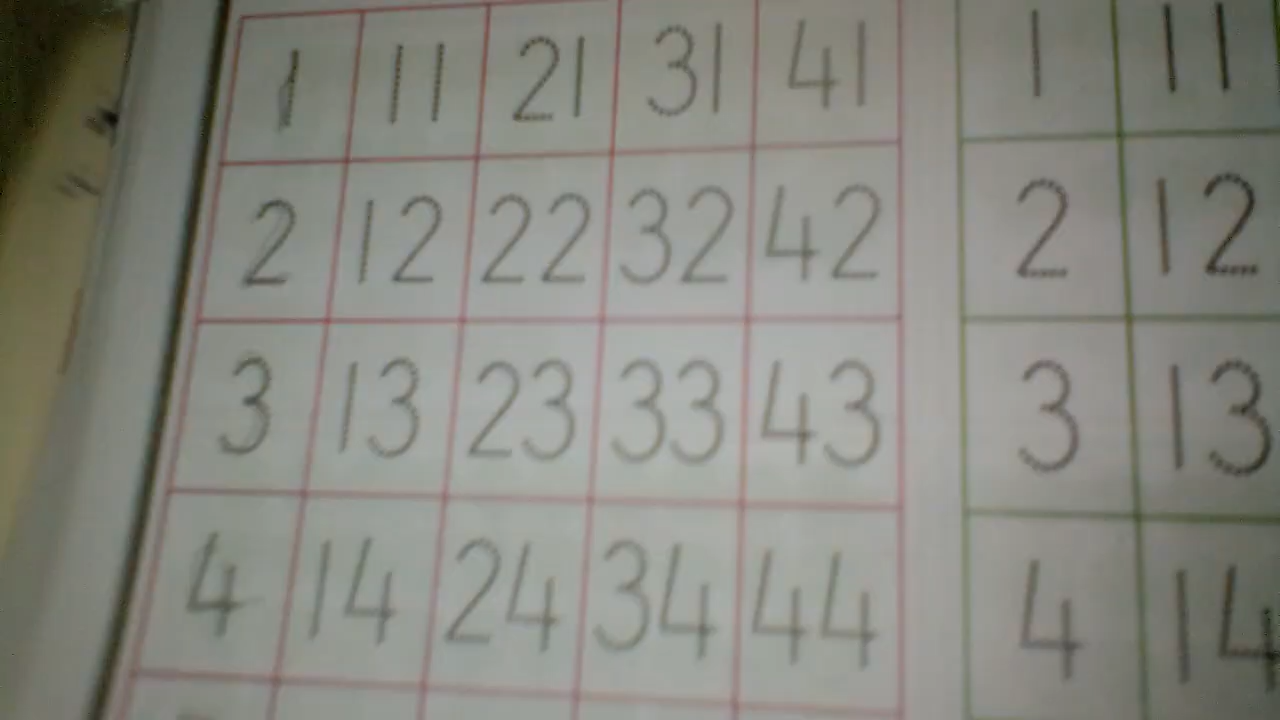 1 11 21 31 41 1 11
2 12 22 32 42 2 12
3 13 23 33 43 3 13
4 14 24 34 44 4 14